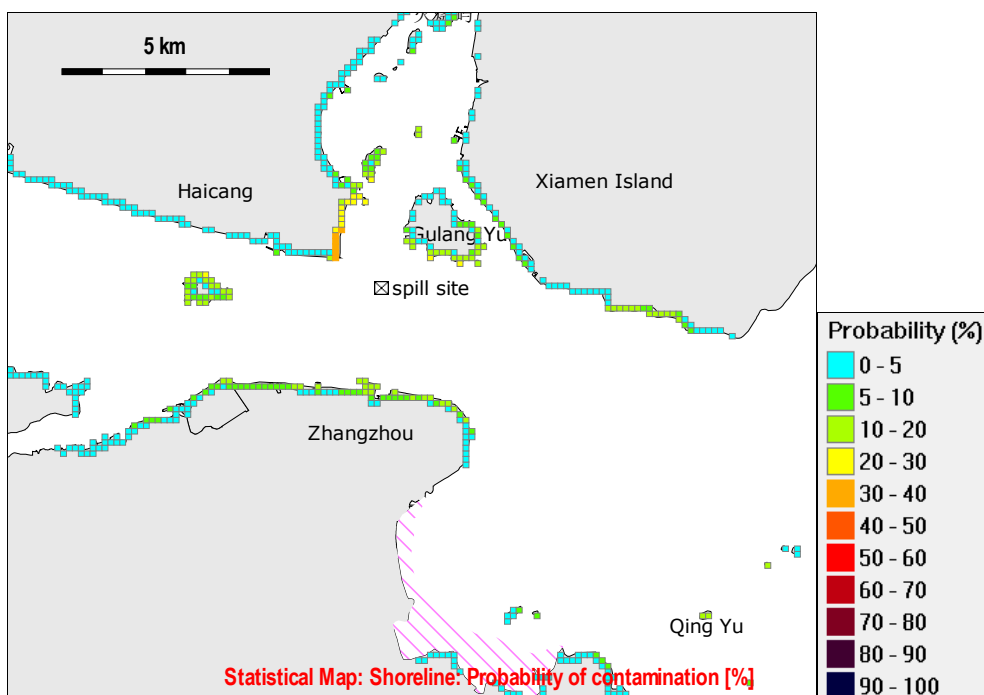 5 km
Haicang
Xiamen Island
Gulang Yu
spill site
Zhangzhou
Qing Yu
Statistical Map: Shoreline: Probability of contamination [%]
Probability (%)
0 - 5
5 - 10
10 - 20
20 - 30
30 - 40
40 - 50
50 - 60
60 - 70
70 - 80
80 - 90
90 - 100